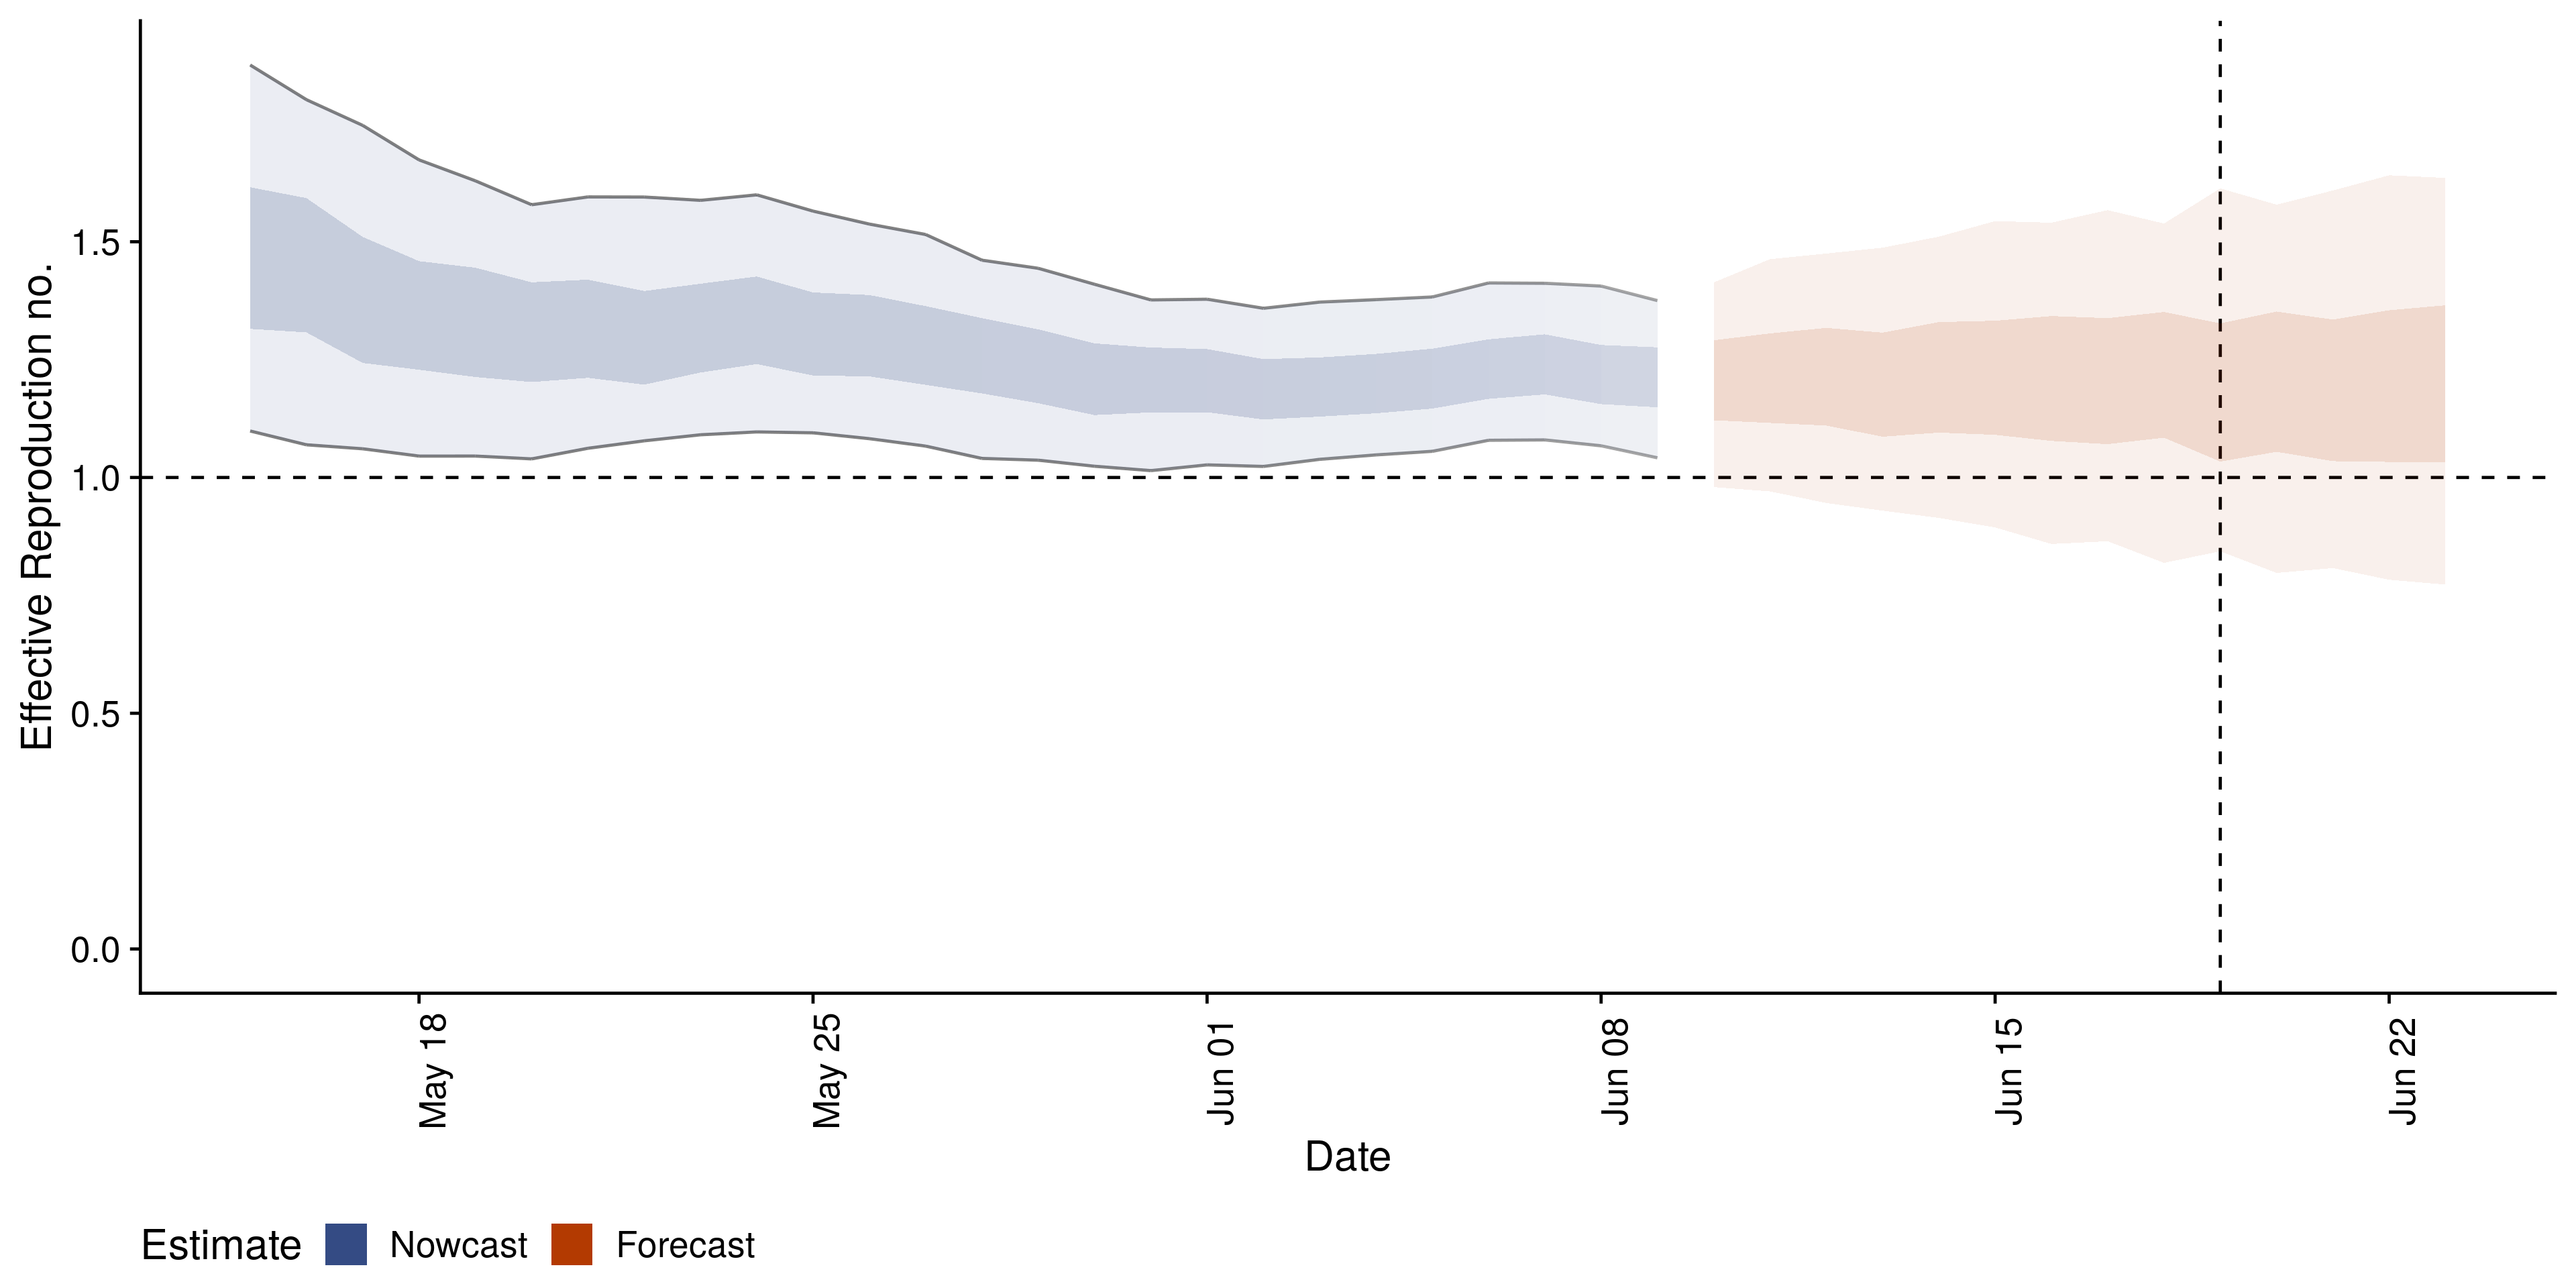 Effective Reproduction no.
1.5
1.0
0.5
0.0
May 18
May 25
Jun 01
Jun 08
Jun 15
Jun 22
Date
Estimate Nowcast Forecast